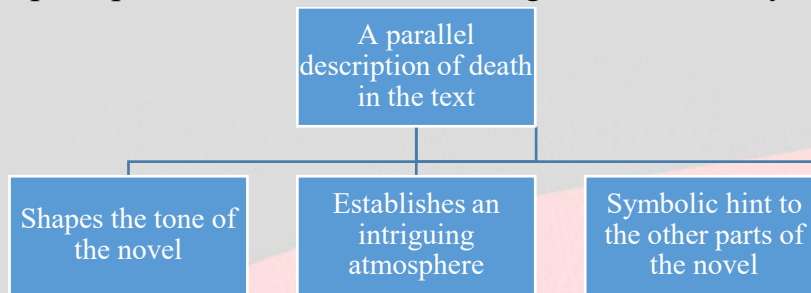 A parallel
description of death
in the text
Shapes the tone of
the novel
Establishes an
intriguing
atmosphere
Symbolic hint to
the other parts of
the novel